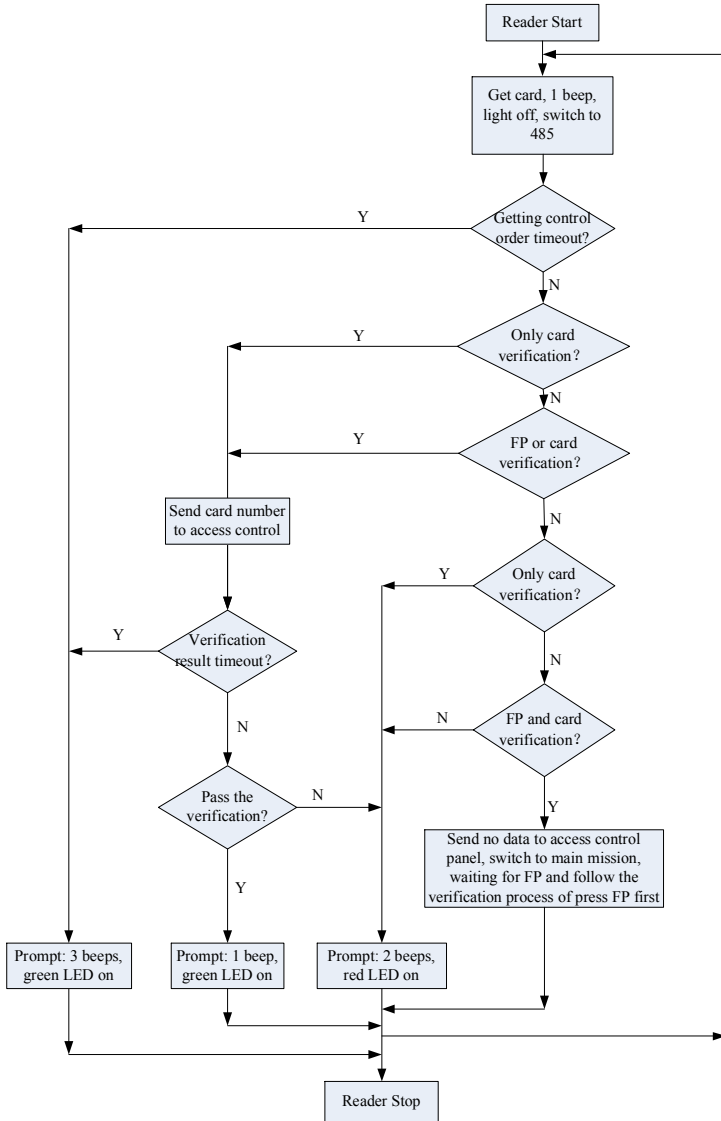 Reader Start
Get card, 1 beep,
light off, switch to
485
Getting control
order timeout?
Y
N
Only card
verification?
Y
N
FP or card
verification?
Y
N
Send card number
to access control
Only card
verification?
Y
N
Verification
result timeout?
Y
N
FP and card
verification?
N
Y
Pass the
verification?
N
Y
Send no data to access control
panel, switch to main mission,
waiting for FP and follow the
verification process of press FP first
Prompt: 3 beeps,
green LED on
Prompt: 1 beep,
green LED on
Prompt: 2 beeps,
red LED on
Reader Stop